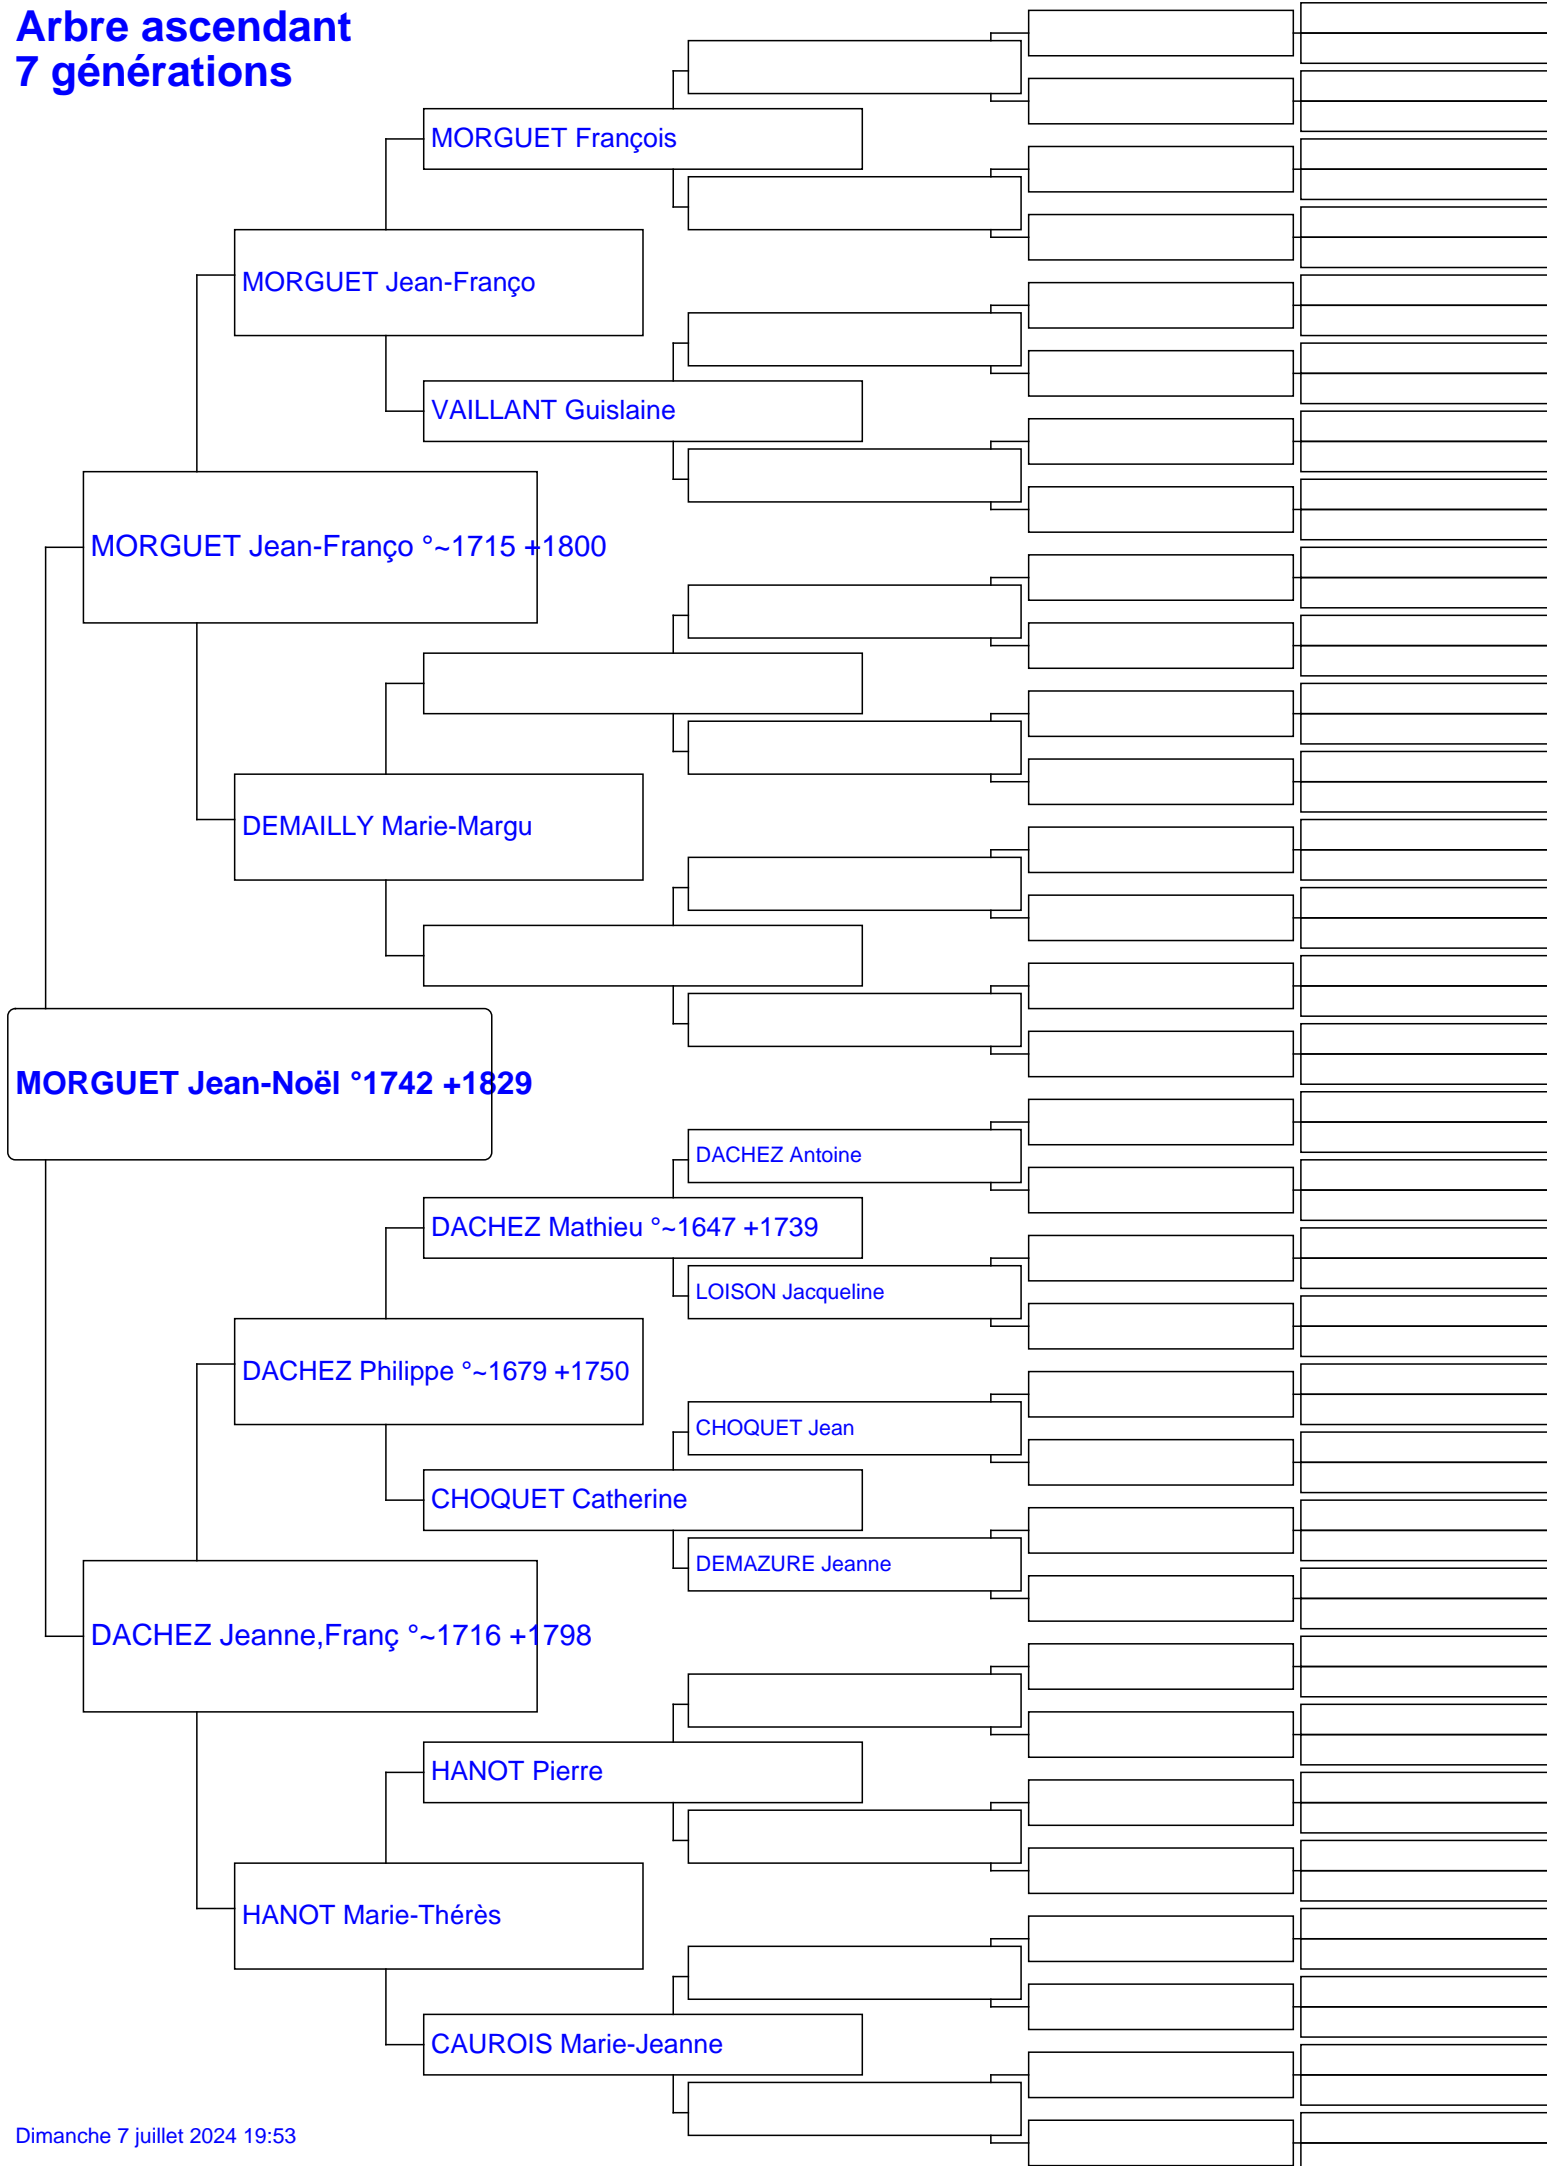 Arbre ascendant
7 générations
MORGUET François
MORGUET Jean-Franço
VAILLANT Guislaine
MORGUET Jean-Franço °~1715 +1800
DEMAILLY Marie-Margu
MORGUET Jean-Noël °1742 +1829
DACHEZ Antoine
DACHEZ Mathieu °~1647 +1739
LOISON Jacqueline
DACHEZ Philippe °~1679 +1750
CHOQUET Jean
CHOQUET Catherine
DEMAZURE Jeanne
DACHEZ Jeanne,Franç °~1716 +1798
HANOT Pierre
HANOT Marie-Thérès
CAUROIS Marie-Jeanne
Dimanche 7 juillet 2024 19:53